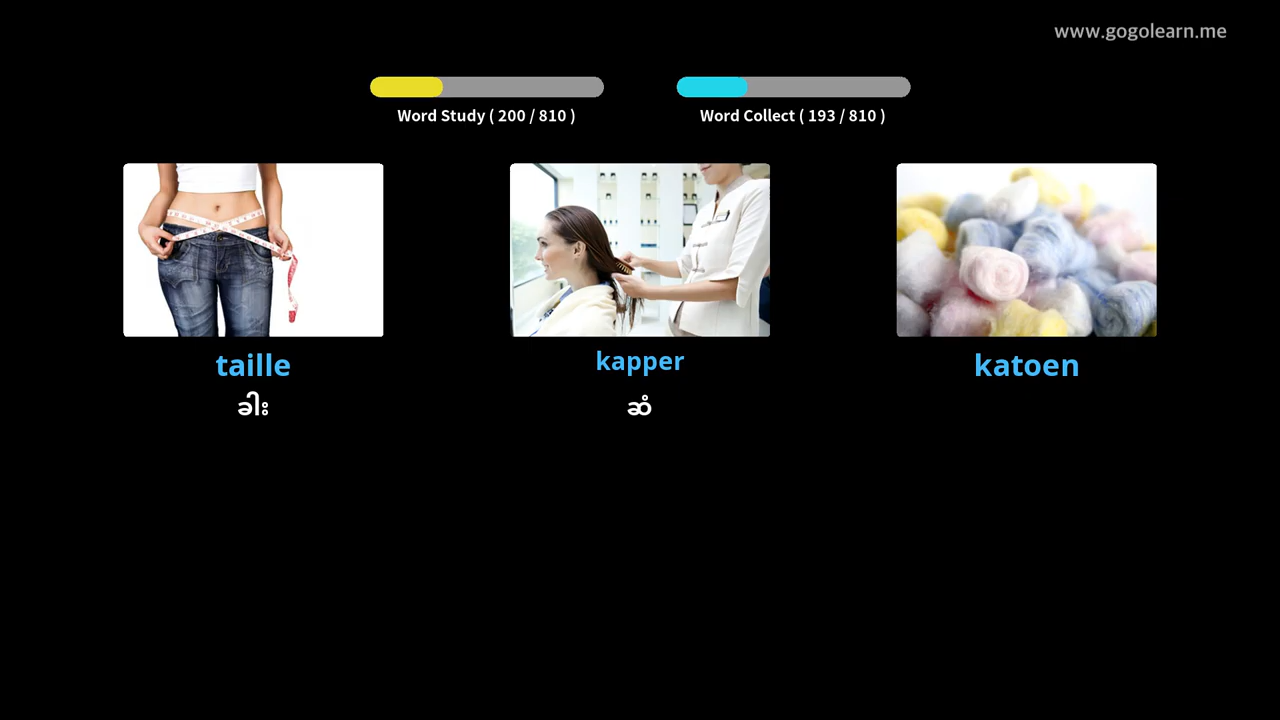 www.gogolearn.me
Word Study ( 200 / 810 )
Word Collect ( 193 / 810 )
taille
kapper
katoen
ခါး
ဆံ